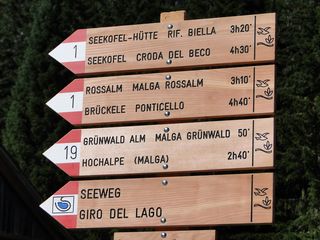 SEEKOFEL-HÜTTE RIF. BIELLA 3h20'
1 SEEKOFEL CRODA DEL BECO 4h30'
ROSSALM MALGA ROSSALM 3h10'
1 BRÜCKELE PONTICELLO 4h40'
GRÜNWALD ALM MALGA GRÜNWALD 50'
19 HOCHALPE (MALGA) 2h40'
SEEWEG
GIRO DEL LAGO